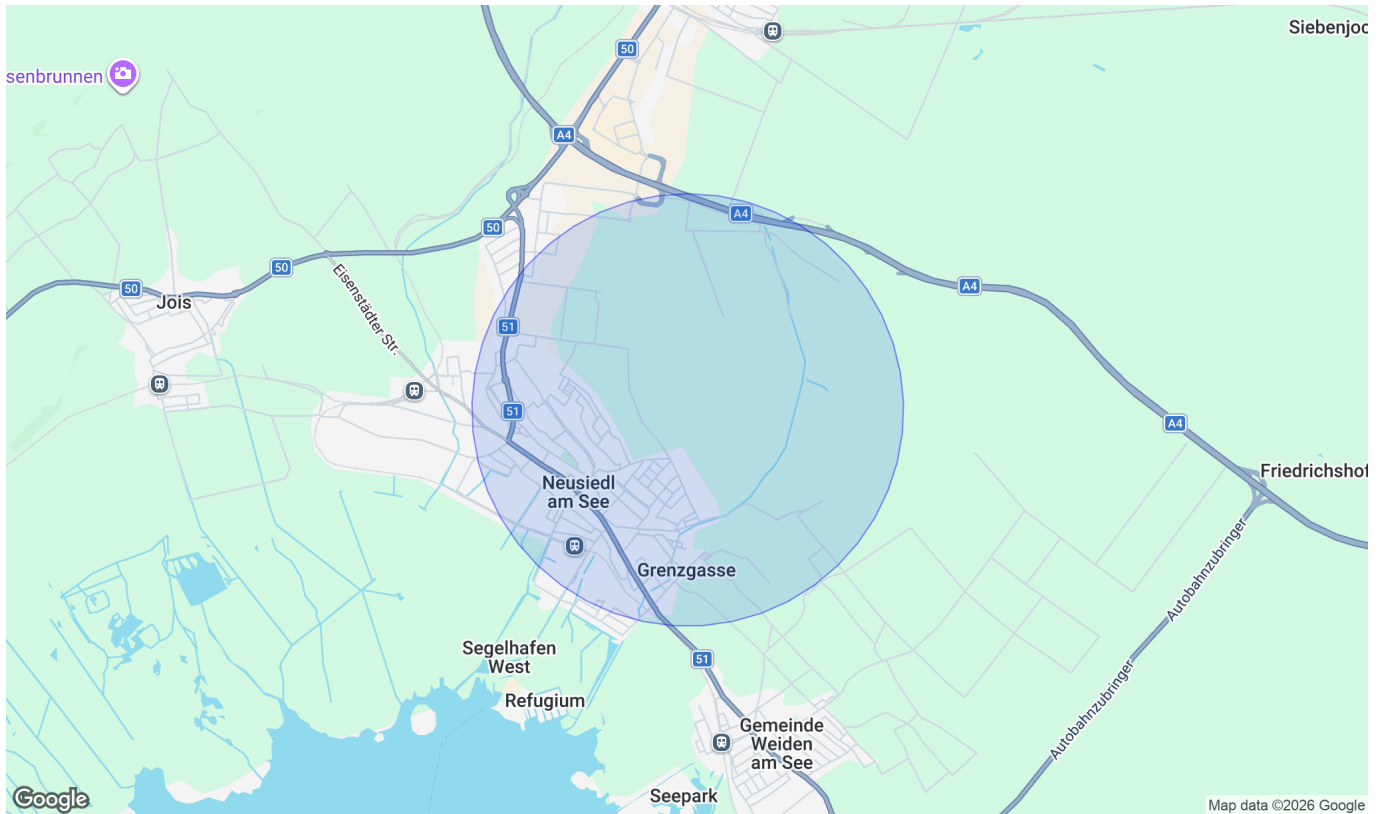 Siebenjoc
50
senbrunnen
A4
A4
50
50
A4
50
Jois
Eisenstädter Str.
51
51
A4
Friedrichshof
Neusiedl
am See
Grenzgasse
Autobahnzubringer
Segelhafen
West
51
Refugium
Autobahnzubringer
Gemeinde
Weiden
am See
Seepark
Google
Map data ©2026 Google